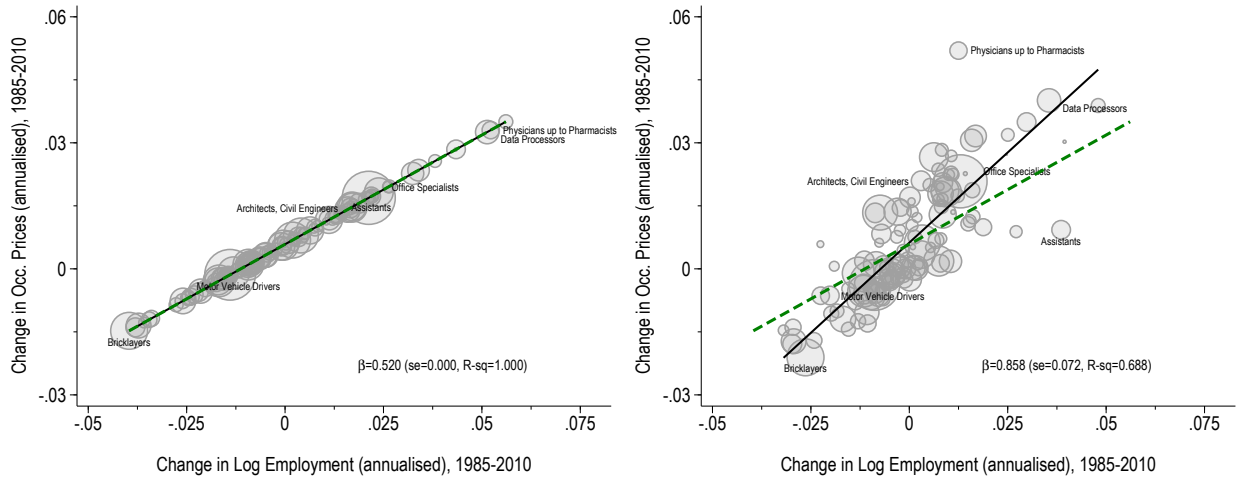 Change in Occ. Prices (annualised), 1985-2010
.06
.03
0
-.03
Physicians up to Pharmacists
Data Processors
Office Specialists
Architects, Civil Engineers
Assistants
Motor Vehicle Drivers
Bricklayers
β=0.520 (se=0.000, R-sq=1.000)
-.05 -.025 0 .025 .05 .075
Change in Log Employment (annualised), 1985-2010
Change in Occ. Prices (annualised), 1985-2010
.06
.03
0
-.03
Physicians up to Pharmacists
Data Processors
Office Specialists
Architects, Civil Engineers
Assistants
Motor Vehicle Drivers
Bricklayers
β=0.858 (se=0.072, R-sq=0.688)
-.05 -.025 0 .025 .05 .075
Change in Log Employment (annualised), 1985-2010